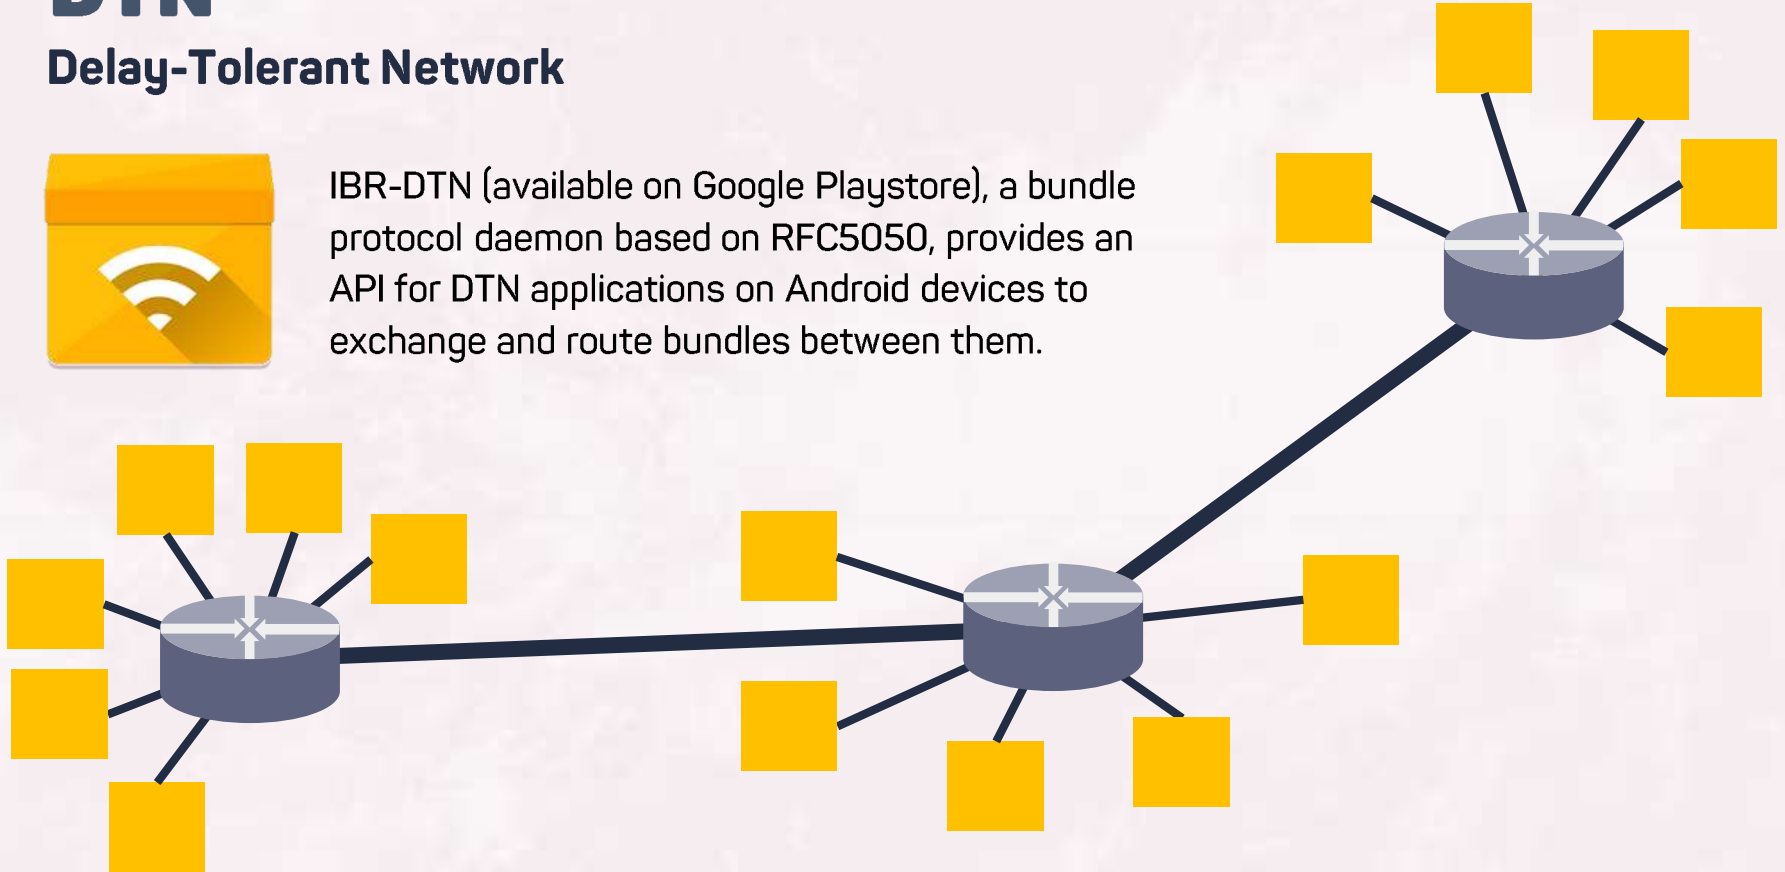 DTN
Delay-Tolerant Network
IBR-DTN (available on Google Playstore), a bundle
protocol daemon based on RFC5050, provides an
API for DTN applications on Android devices to
exchange and route bundles between them.